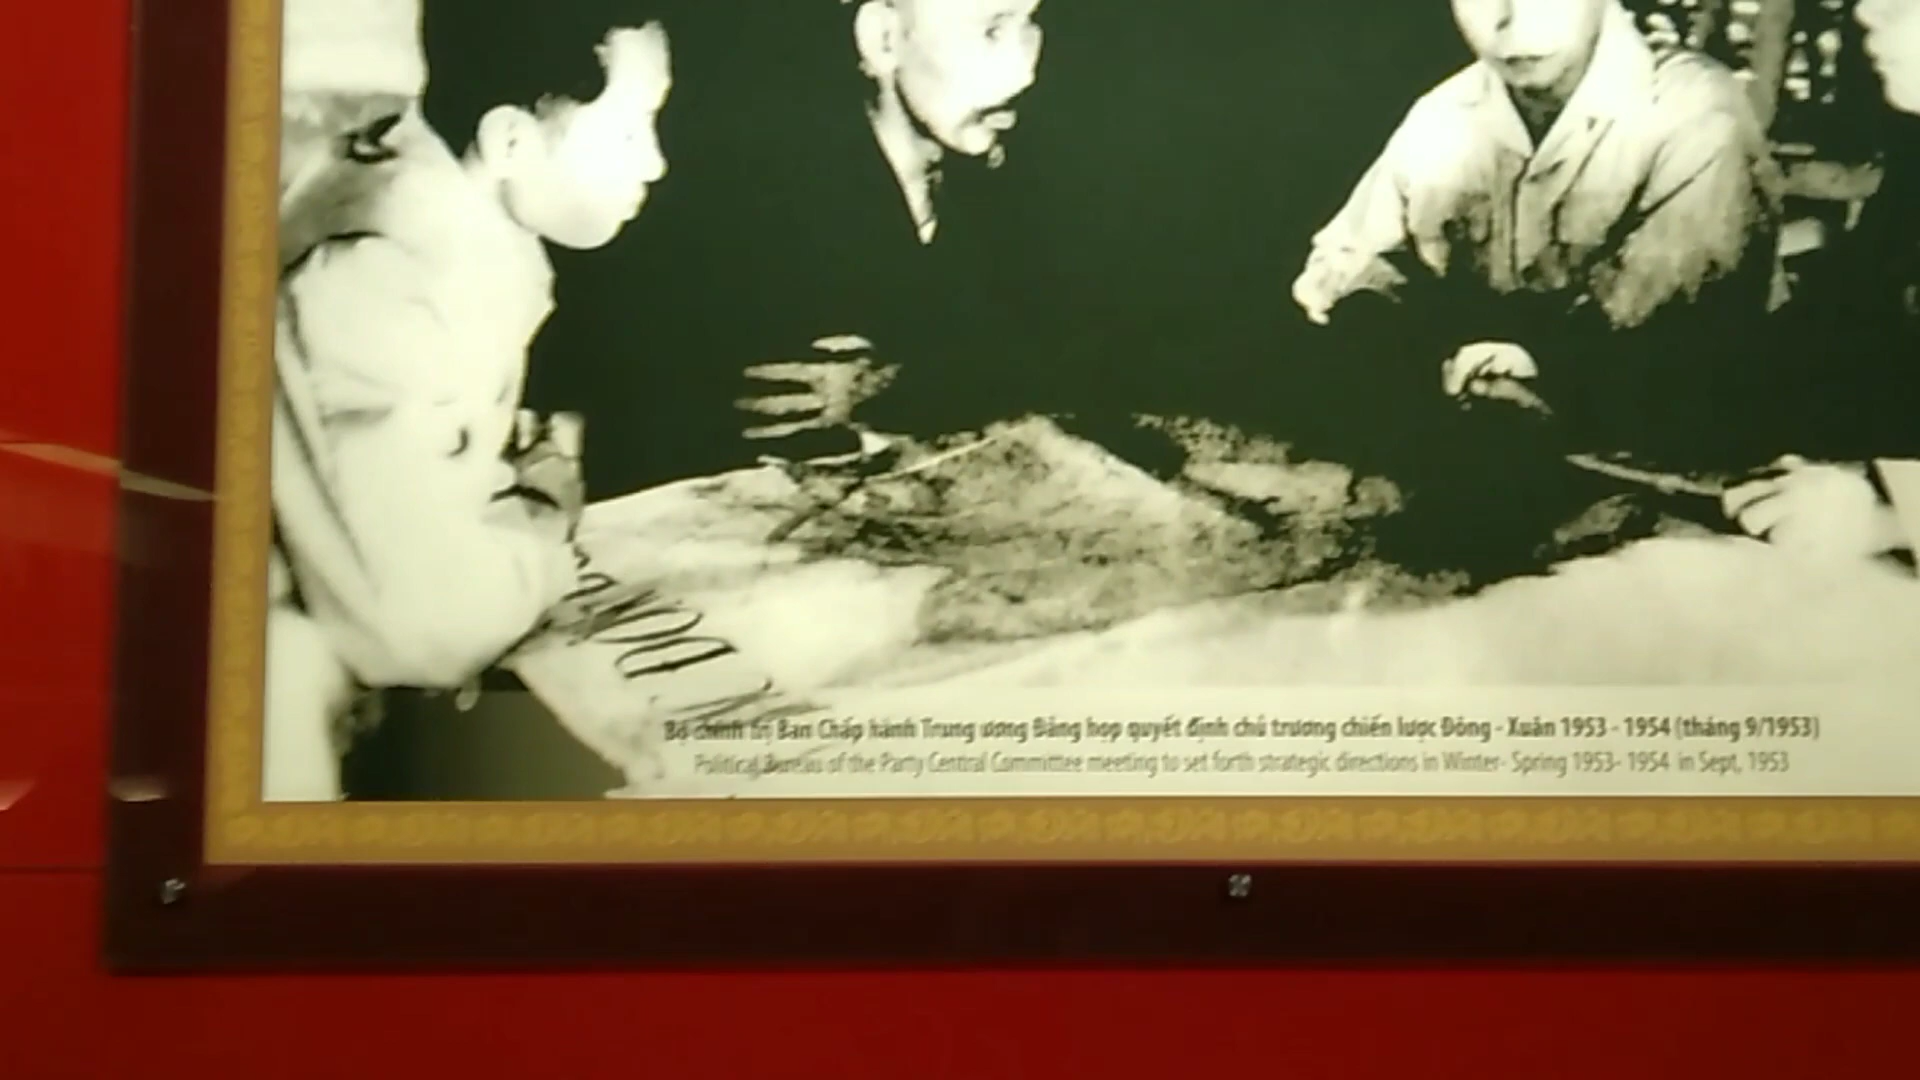 Bộ chính trị Ban Chấp hành Trung ương Đảng họp quyết định chủ trương chiến lược Đông - Xuân 1953 - 1954 (tháng 9/1953)
Political Bureau of the Party Central Committee meeting to set forth strategic directions in Winter- Spring 1953- 1954 in Sept, 1953